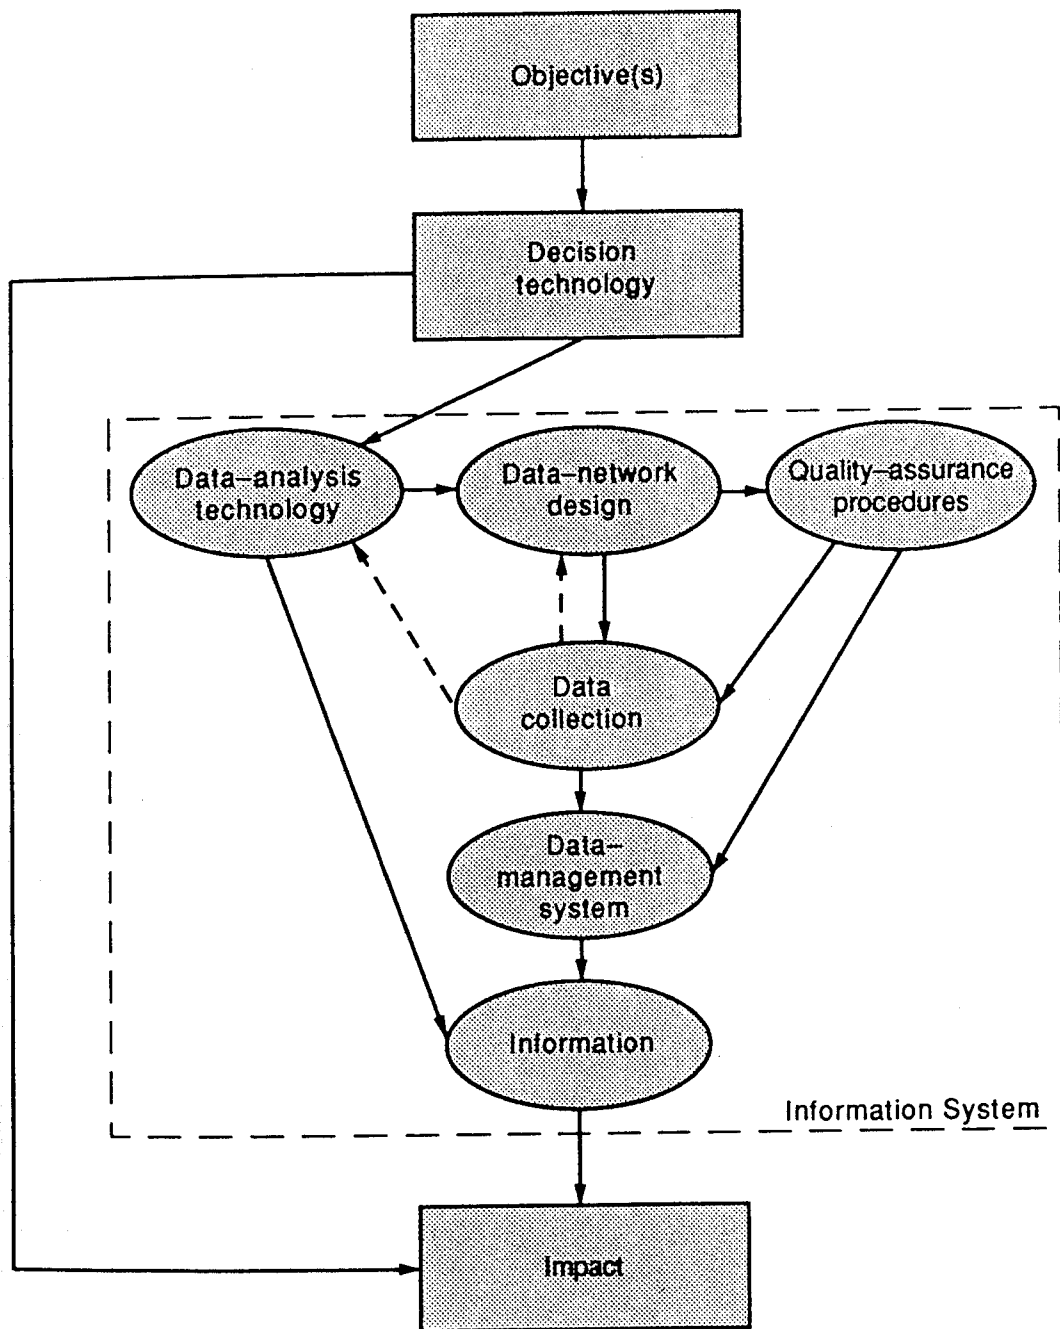 Objective(s)
Decision
technology
Data–analysis
technology
Data–network
design
Quality–assurance
procedures
Data
collection
Data–
management
system
Information
Information System
Impact